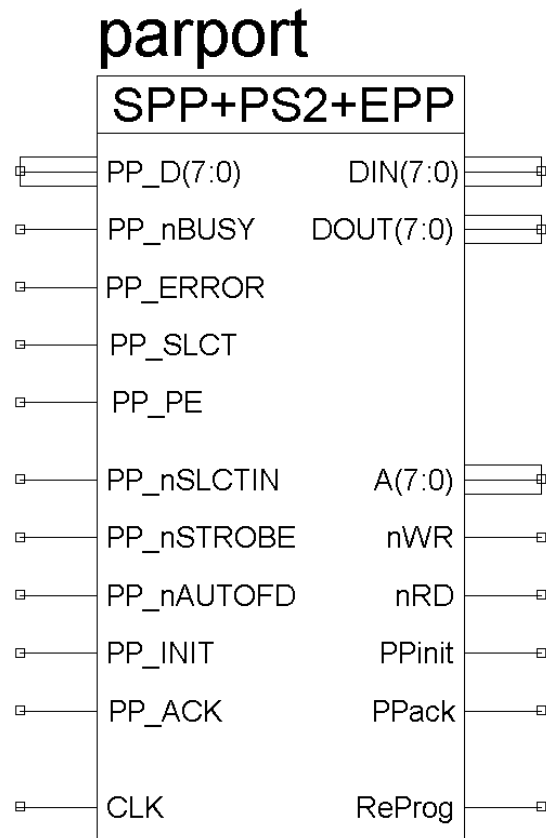 parport
SPP+PS2+EPP
PP_D(7:0) DIN(7:0)
PP_nBUSY DOUT(7:0)
PP_ERROR
PP_SLCT
PP_PE
PP_nSLCTIN A(7:0)
PP_nSTROBE nWR
PP_nAUTOFD nRD
PP_INIT PPinit
PP_ACK PPack
CLK ReProg